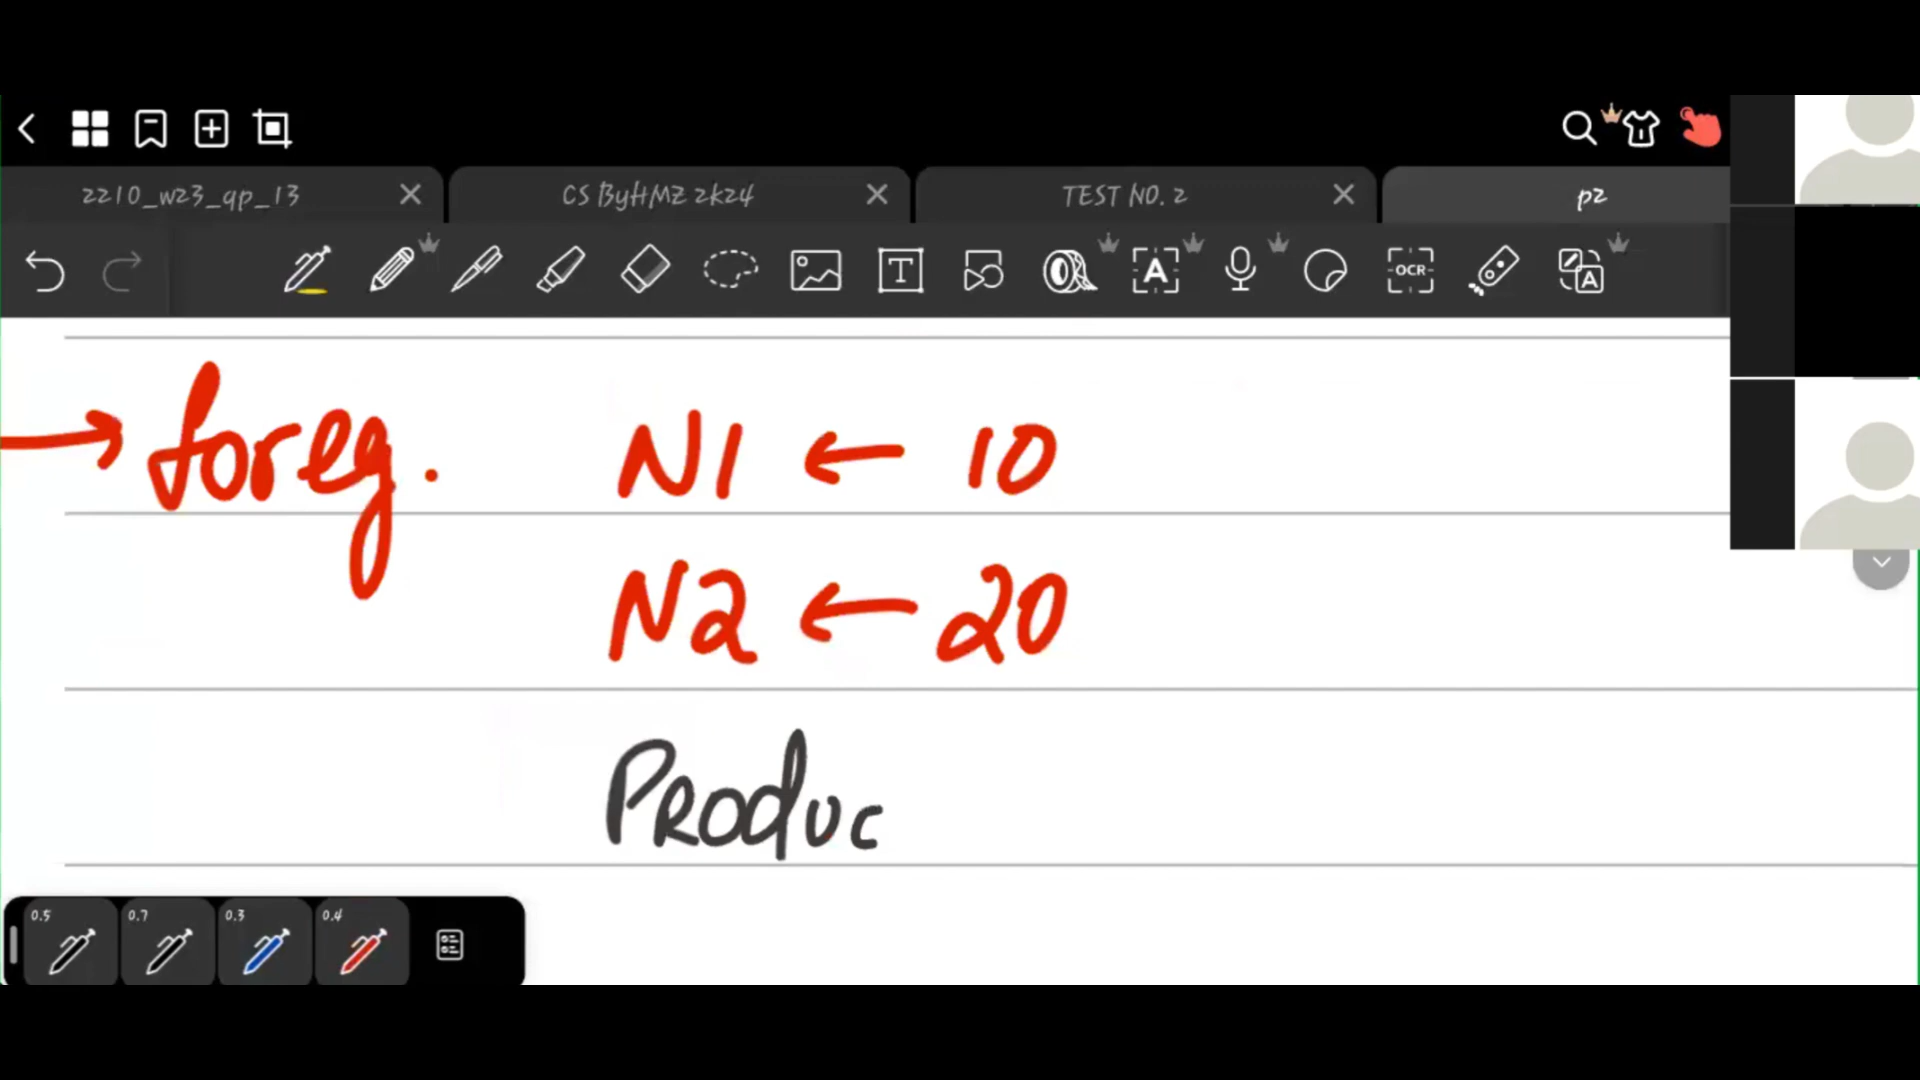 2210_w23_qp_13 CS ByHMZ 2k24 TEST NO. 2 p2
T A OCR A
→ foreg. N1 ← 10
N2 ← 20
Produc
0.5 0.7 0.3 0.4